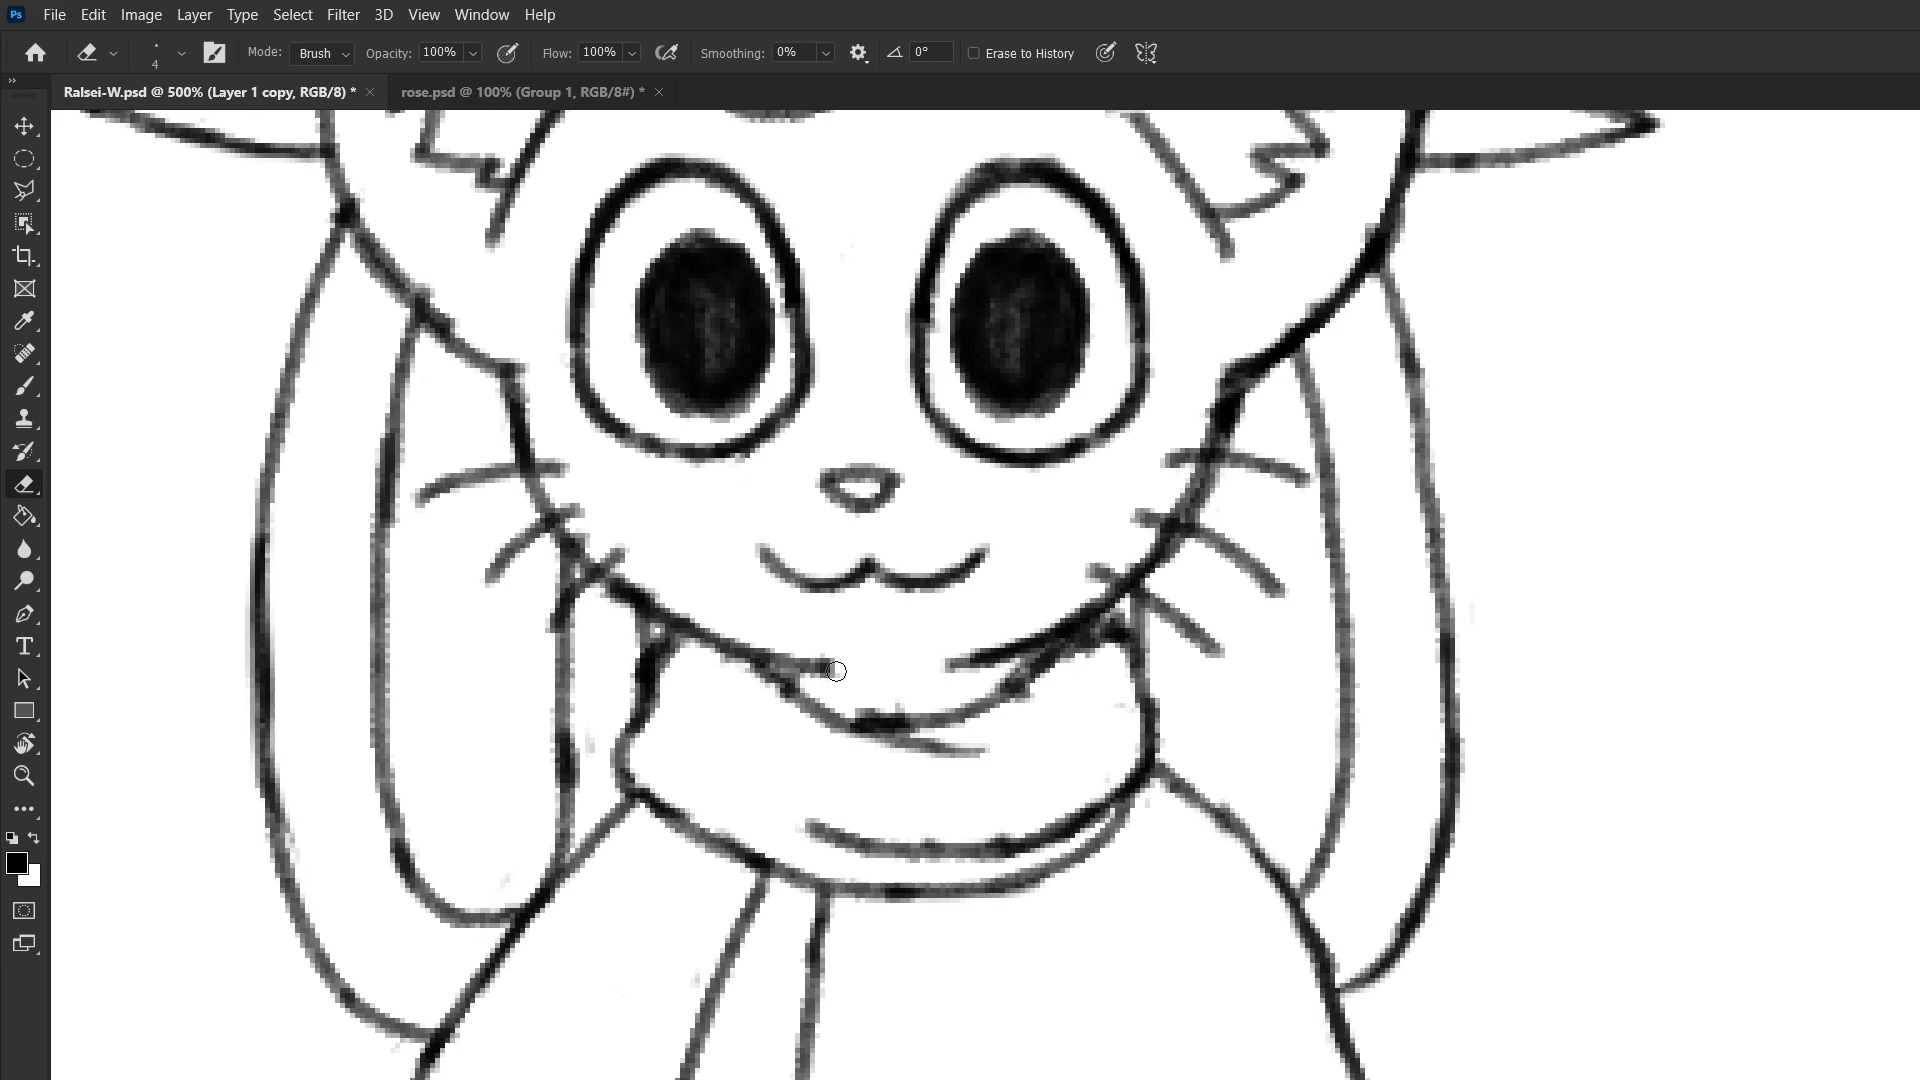 Ps File Edit Image Layer Type Select Filter 3D View Window Help
4 Mode: Brush Opacity: 100% Flow: 100% Smoothing: 0% 0° Erase to History
Ralsei-W.psd @ 500% (Layer 1 copy, RGB/8) * rose.psd @ 100% (Group 1, RGB/8#) *